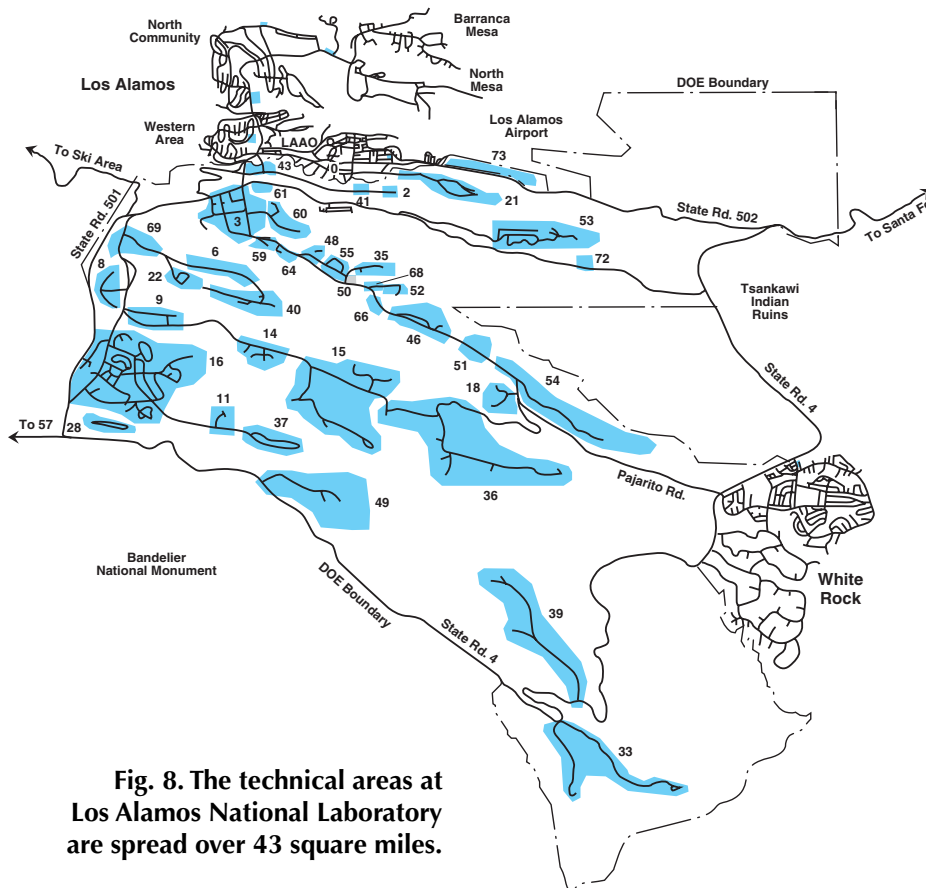 North
Community
Barranca
Mesa
Los Alamos
North
Mesa
DOE Boundary
Western
Area
LAAO
Los Alamos
Airport
To Ski Area
43
0
73
State Rd. 501
61
41
2
21
State Rd. 502
To Santa Fe
3
60
53
69
59
64
48
55
35
72
8
6
22
68
50
52
Tsankawi
Indian
Ruins
9
40
66
46
14
15
51
16
18
54
State Rd. 4
11
37
To 57
28
36
Pajarito Rd.
49
Bandelier
National Monument
DOE Boundary
White
Rock
39
State Rd. 4
33
Fig. 8. The technical areas at
Los Alamos National Laboratory
are spread over 43 square miles.